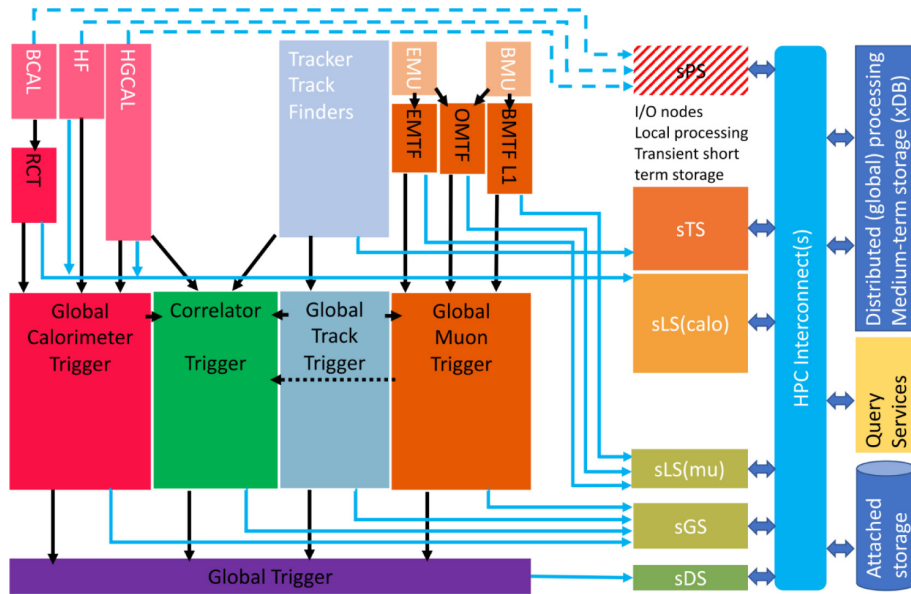 BCAL
HF
HGCAL
Tracker
Track
Finders
EMU
BMU
sPS
RCT
EMTF
OMTF
BMTF L1
I/O nodes
Local processing
Transient short
term storage
sTS
sLS(calo)
HPC Interconnect(s)
Distributed (global) processing
Medium-term storage (xDB)
Global
Calorimeter
Trigger
Correlator
Trigger
Global
Track
Trigger
Global
Muon
Trigger
Query
Services
sLS(mu)
sGS
Attached
storage
Global Trigger
sDS